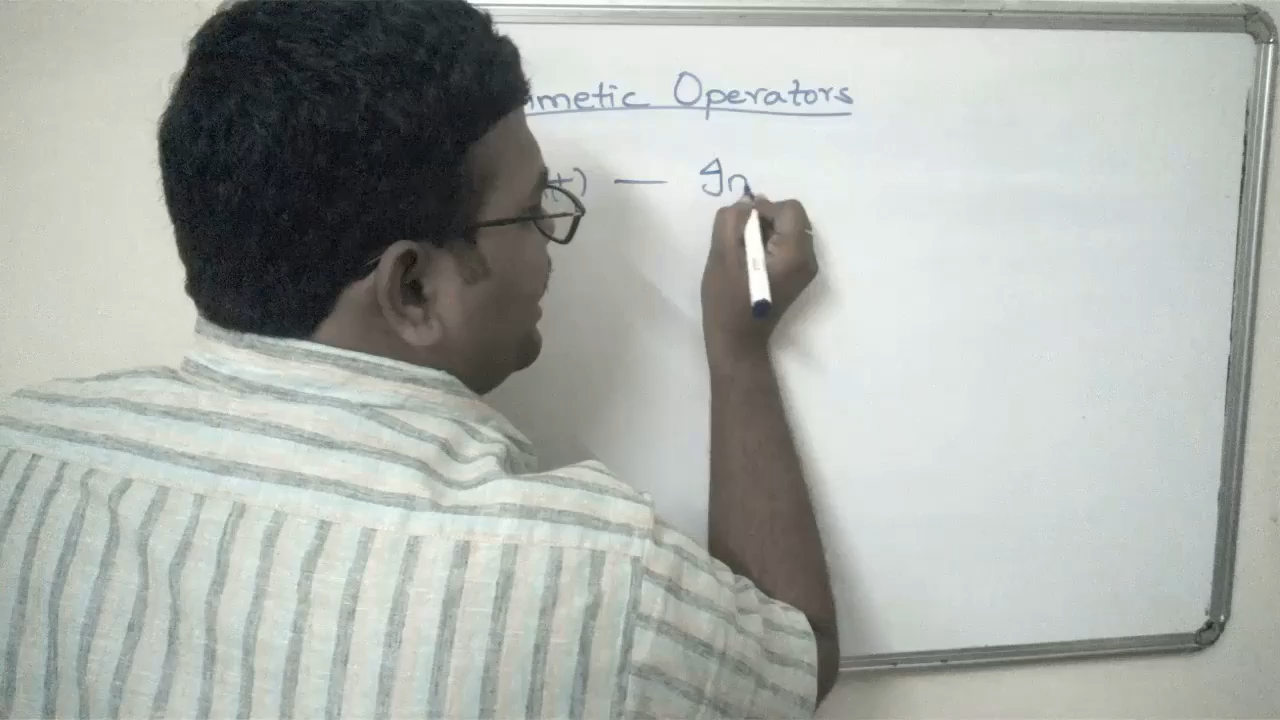 metic Operators
+) — In